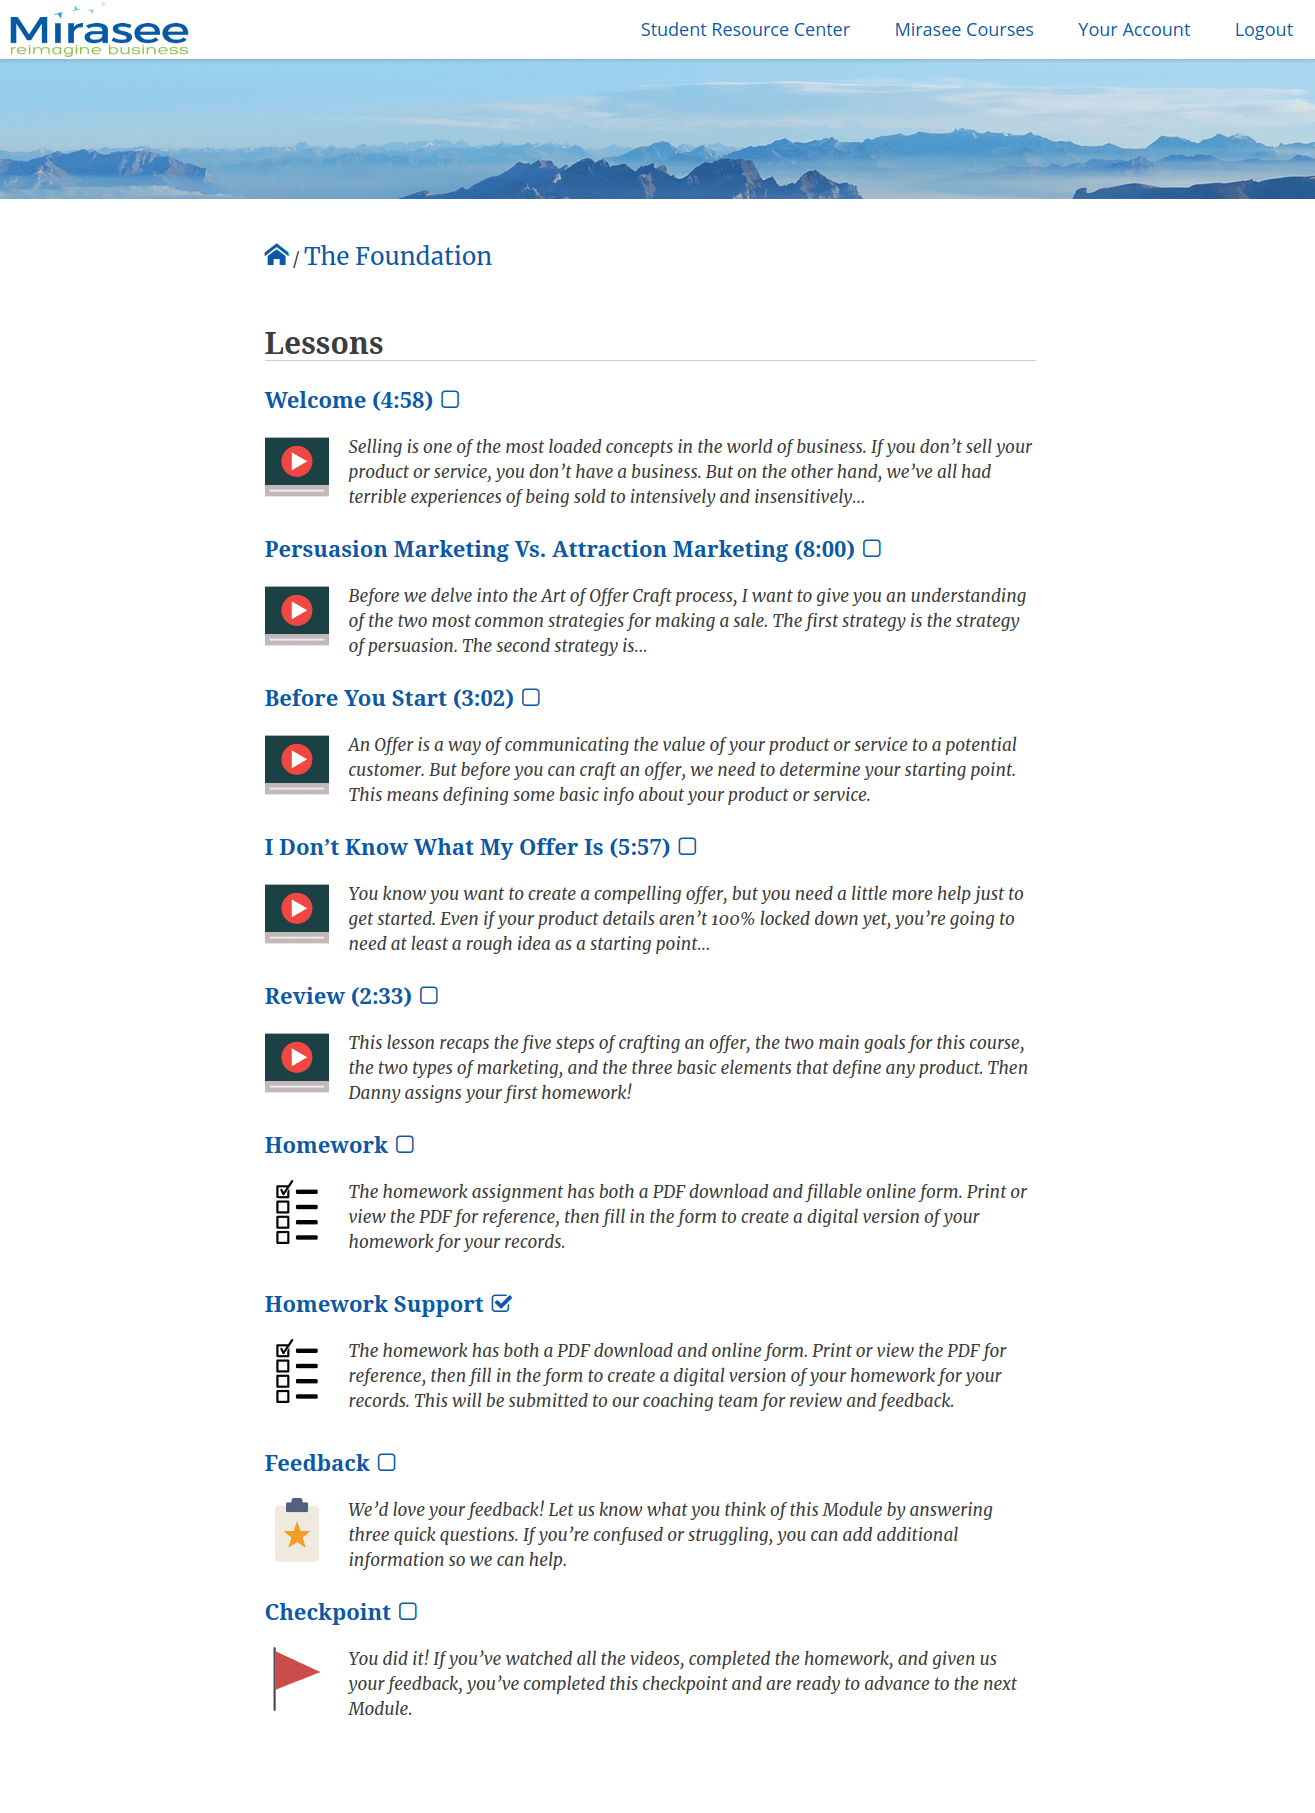 Mirasee
reimagine business
Student Resource Center Mirasee Courses Your Account Logout
/ The Foundation
Lessons
Welcome (4:58)
Selling is one of the most loaded concepts in the world of business. If you don’t sell your
product or service, you don’t have a business. But on the other hand, we’ve all had
terrible experiences of being sold to intensively and insensitively...
Persuasion Marketing Vs. Attraction Marketing (8:00)
Before we delve into the Art of Offer Craft process, I want to give you an understanding
of the two most common strategies for making a sale. The first strategy is the strategy
of persuasion. The second strategy is...
Before You Start (3:02)
An Offer is a way of communicating the value of your product or service to a potential
customer. But before you can craft an offer, we need to determine your starting point.
This means defining some basic info about your product or service.
I Don’t Know What My Offer Is (5:57)
You know you want to create a compelling offer, but you need a little more help just to
get started. Even if your product details aren’t 100% locked down yet, you’re going to
need at least a rough idea as a starting point...
Review (2:33)
This lesson recaps the five steps of crafting an offer, the two main goals for this course,
the two types of marketing, and the three basic elements that define any product. Then
Danny assigns your first homework!
Homework
The homework assignment has both a PDF download and fillable online form. Print or
view the PDF for reference, then fill in the form to create a digital version of your
homework for your records.
Homework Support
The homework has both a PDF download and online form. Print or view the PDF for
reference, then fill in the form to create a digital version of your homework for your
records. This will be submitted to our coaching team for review and feedback.
Feedback
We’d love your feedback! Let us know what you think of this Module by answering
three quick questions. If you’re confused or struggling, you can add additional
information so we can help.
Checkpoint
You did it! If you’ve watched all the videos, completed the homework, and given us
your feedback, you’ve completed this checkpoint and are ready to advance to the next
Module.